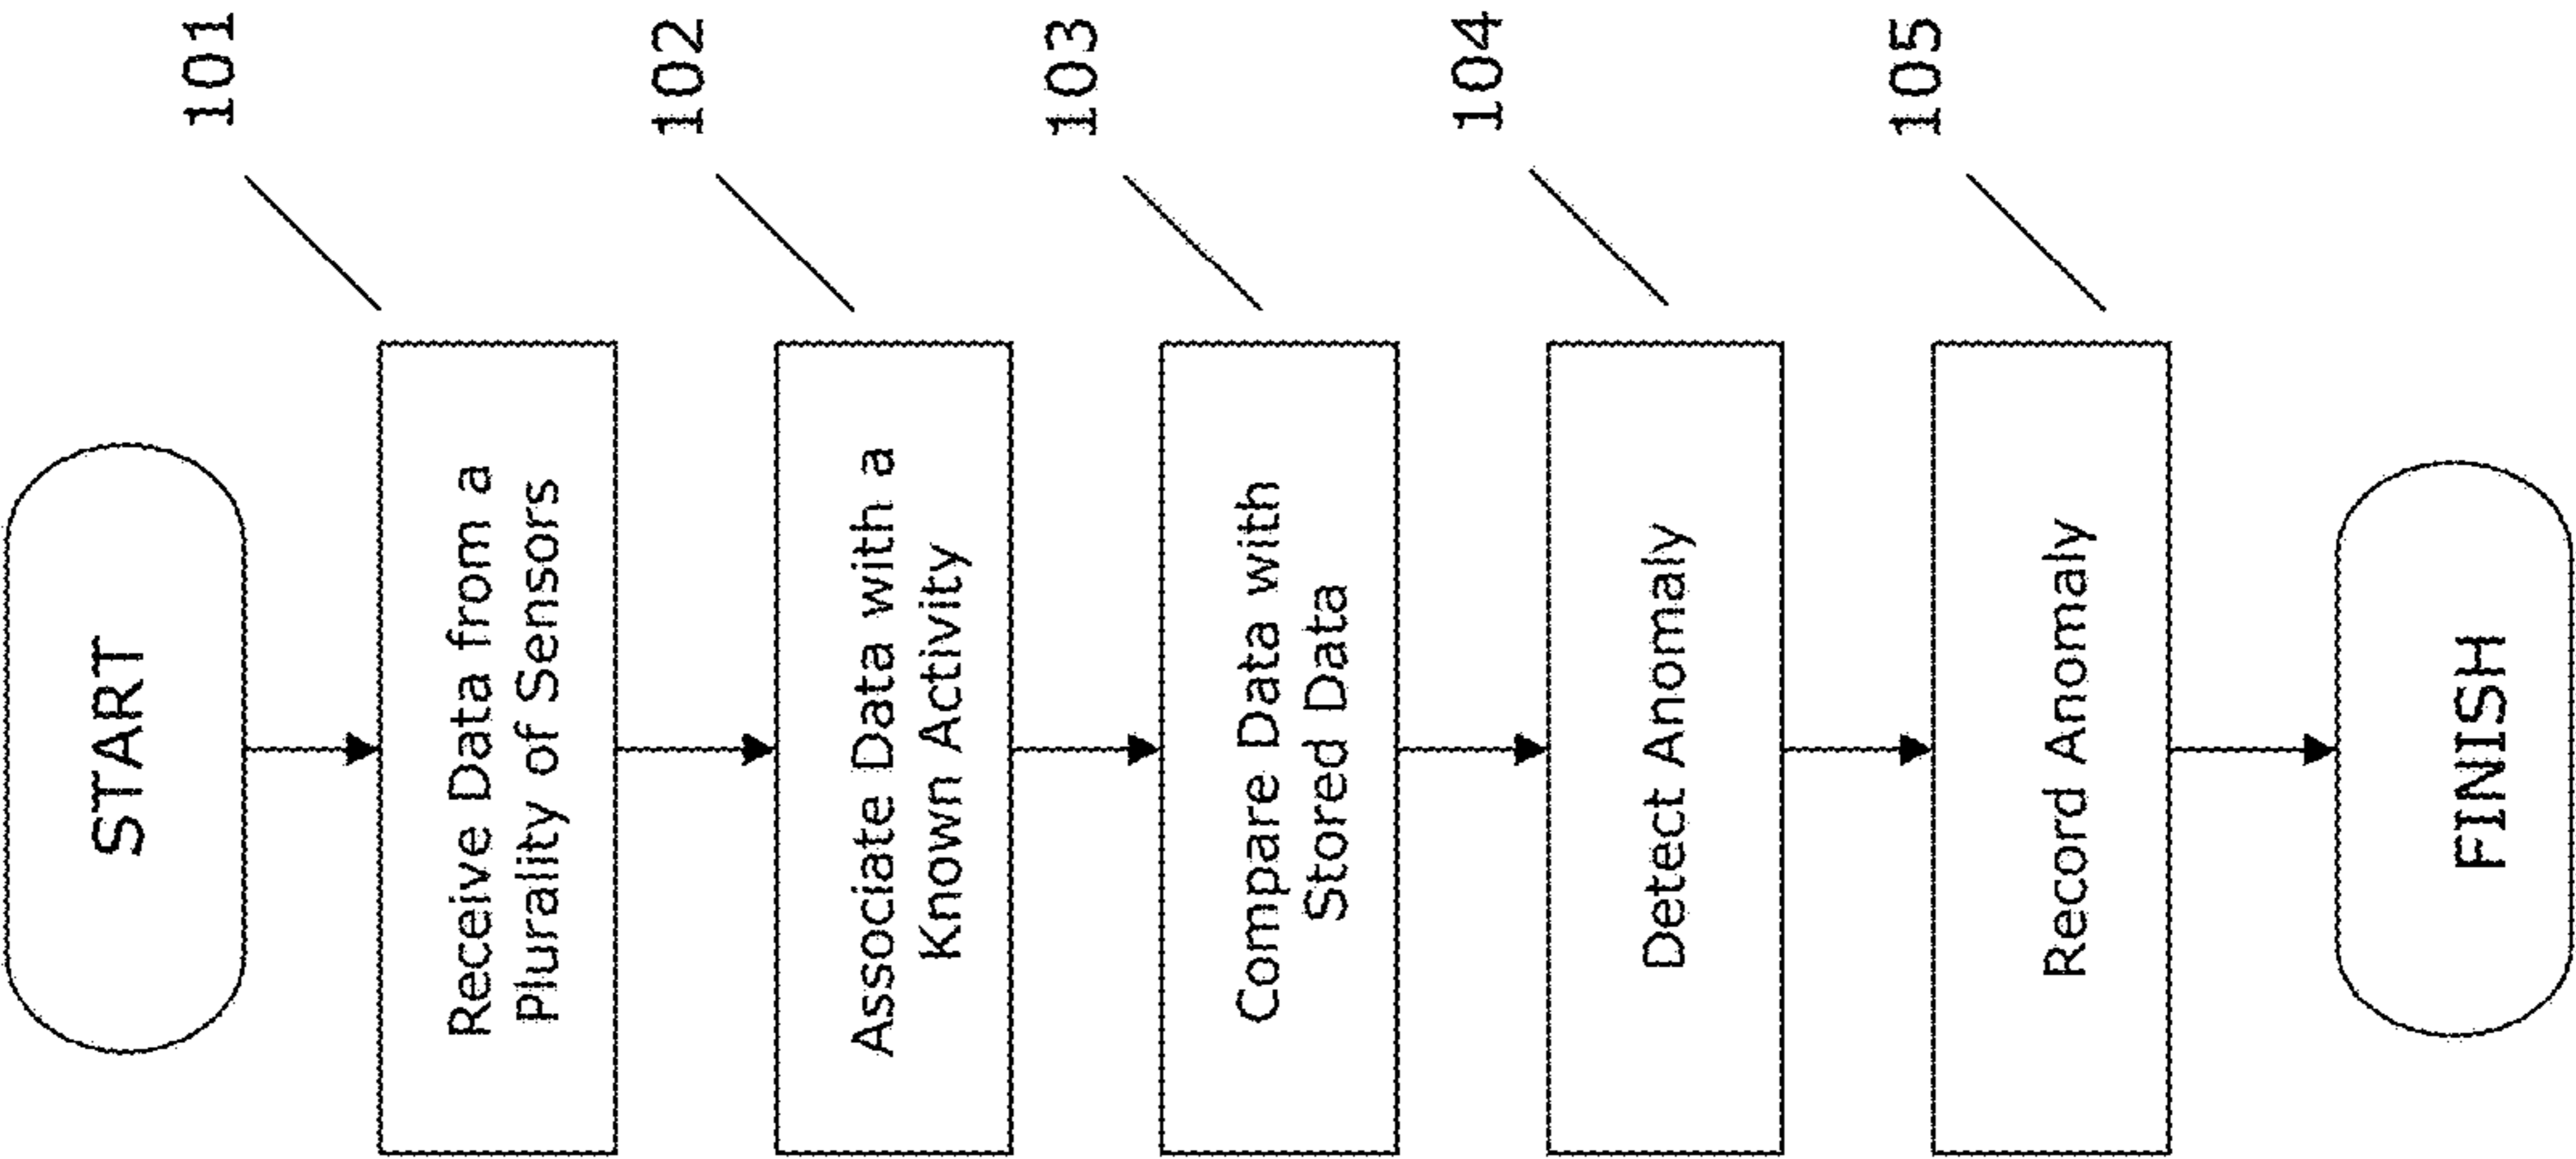 START
101
Receive Data from a
Plurality of Sensors
102
Associate Data with a
Known Activity
103
Compare Data with
Stored Data
104
Detect Anomaly
105
Record Anomaly
FINISH